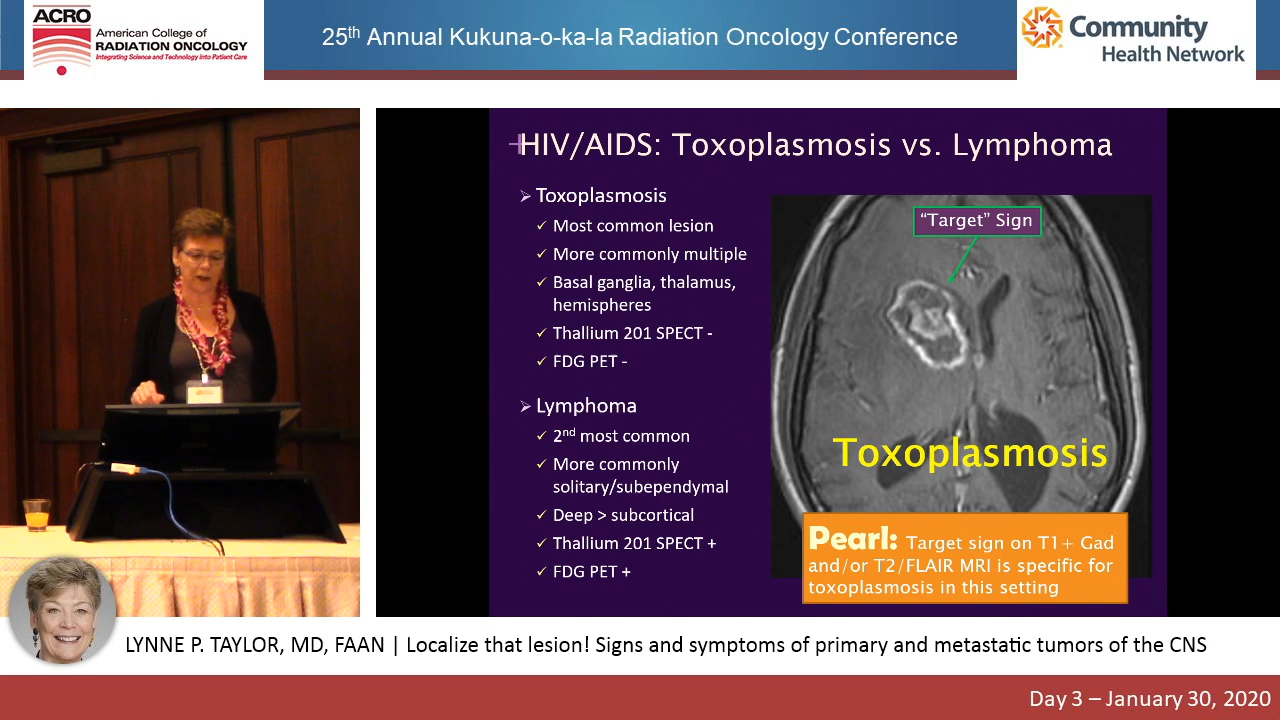 ACRO
American College of
RADIATION ONCOLOGY
Integrating Science and Technology Into Patient Care
25th Annual Kukuna-o-ka-la Radiation Oncology Conference
Community
Health Network
HIV/AIDS: Toxoplasmosis vs. Lymphoma
Toxoplasmosis
Most common lesion
More commonly multiple
Basal ganglia, thalamus,
hemispheres
Thallium 201 SPECT -
FDG PET -
Lymphoma
2nd most common
More commonly
solitary/subependymal
Deep > subcortical
Thallium 201 SPECT +
FDG PET +
“Target” Sign
Toxoplasmosis
Pearl: Target sign on T1+ Gad
and/or T2/FLAIR MRI is specific for
toxoplasmosis in this setting
LYNNE P. TAYLOR, MD, FAAN | Localize that lesion! Signs and symptoms of primary and metastatic tumors of the CNS
Day 3 – January 30, 2020